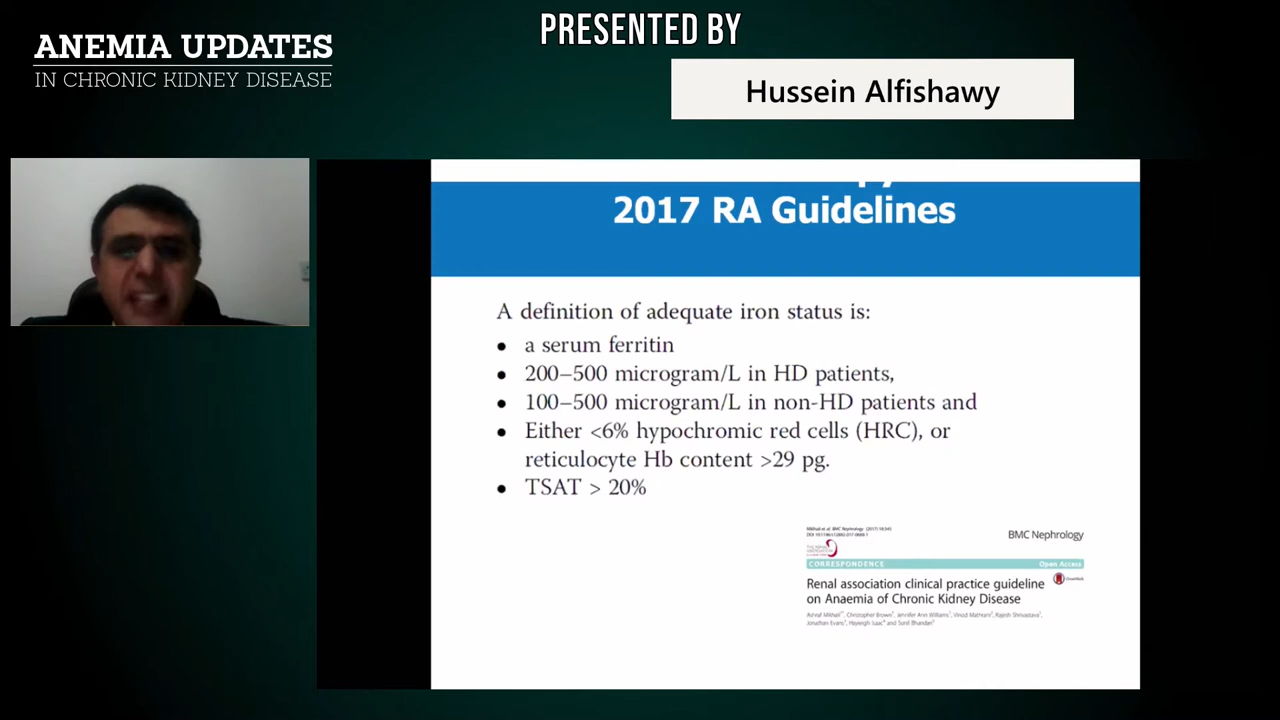 ANEMIA UPDATES
IN CHRONIC KIDNEY DISEASE
PRESENTED BY
Hussein Alfishawy
2017 RA Guidelines
A definition of adequate iron status is:
• a serum ferritin
• 200–500 microgram/L in HD patients,
• 100–500 microgram/L in non-HD patients and
• Either <6% hypochromic red cells (HRC), or
reticulocyte Hb content >29 pg.
• TSAT > 20%
BMC Nephrology
CORRESPONDENCE
Open Access
Renal association clinical practice guideline
on Anaemia of Chronic Kidney Disease